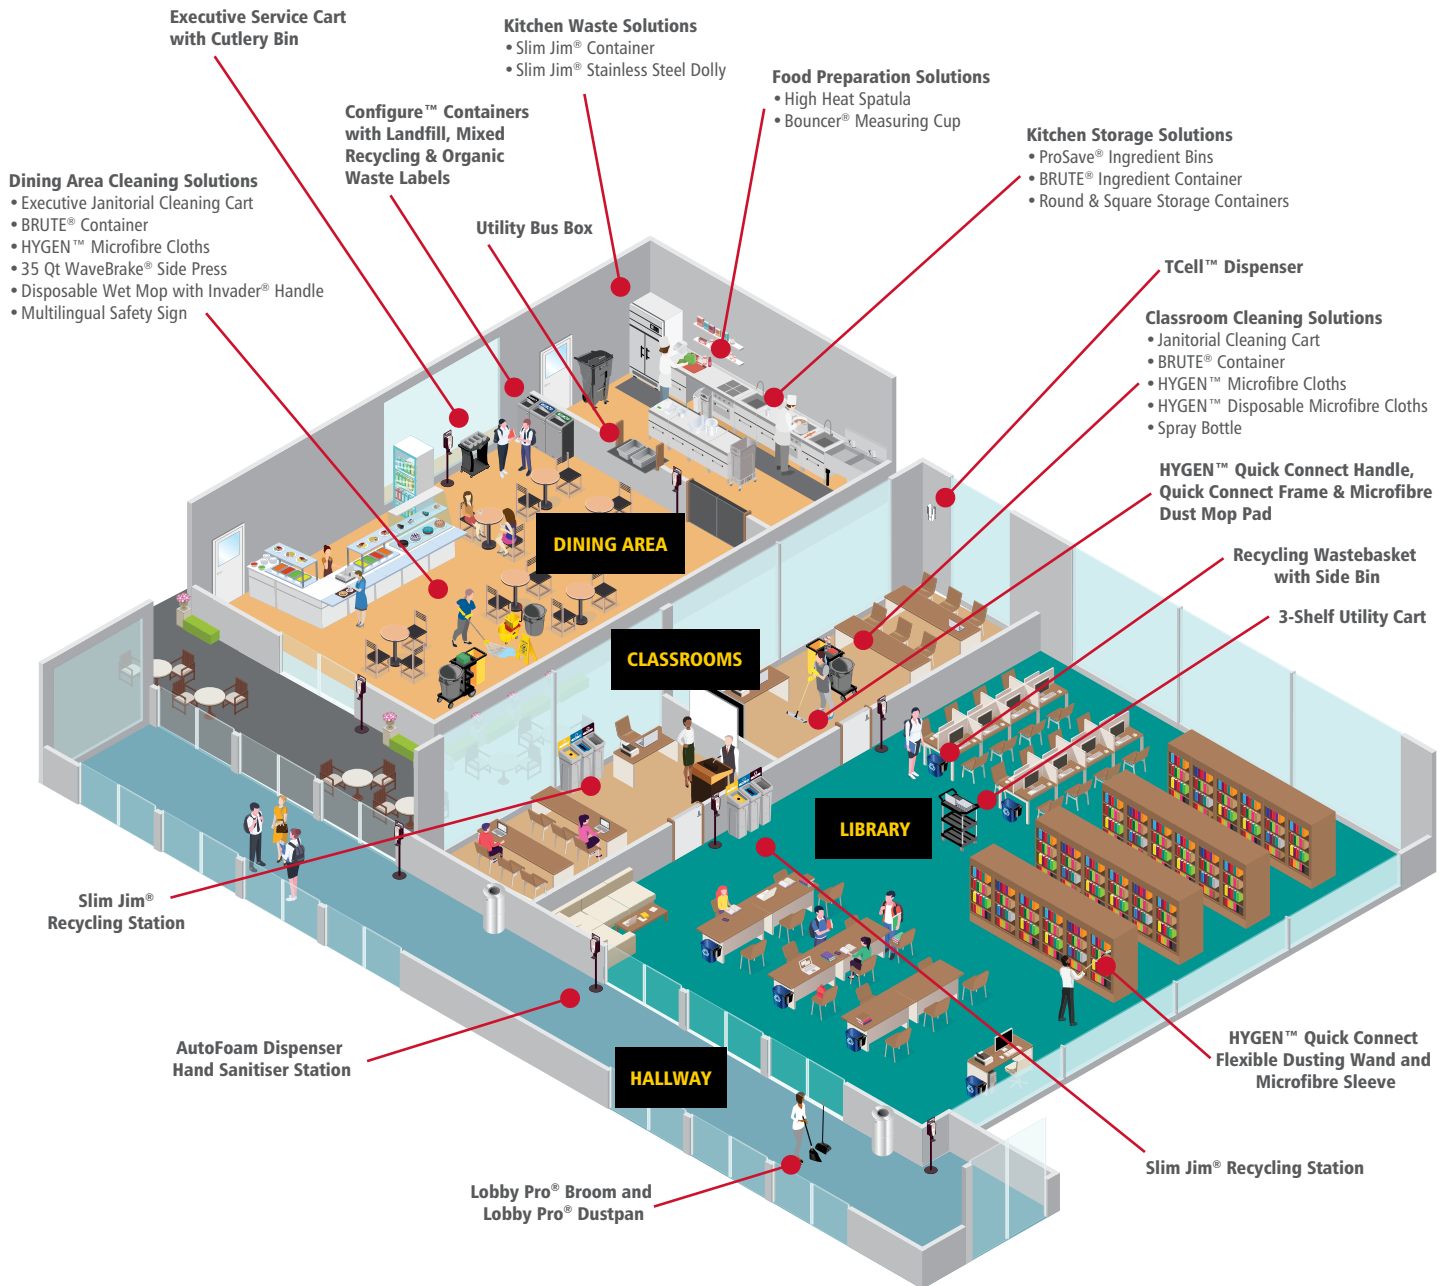 Executive Service Cart
with Cutlery Bin
Kitchen Waste Solutions
• Slim Jim® Container
• Slim Jim® Stainless Steel Dolly
Food Preparation Solutions
• High Heat Spatula
• Bouncer® Measuring Cup
Configure™ Containers
with Landfill, Mixed
Recycling & Organic
Waste Labels
Kitchen Storage Solutions
• ProSave® Ingredient Bins
• BRUTE® Ingredient Container
• Round & Square Storage Containers
Dining Area Cleaning Solutions
• Executive Janitorial Cleaning Cart
• BRUTE® Container
• HYGEN™ Microfibre Cloths
• 35 Qt WaveBrake® Side Press
• Disposable Wet Mop with Invader® Handle
• Multilingual Safety Sign
Utility Bus Box
TCell™ Dispenser
Classroom Cleaning Solutions
• Janitorial Cleaning Cart
• BRUTE® Container
• HYGEN™ Microfibre Cloths
• HYGEN™ Disposable Microfibre Cloths
• Spray Bottle
HYGEN™ Quick Connect Handle,
Quick Connect Frame & Microfibre
Dust Mop Pad
DINING AREA
Recycling Wastebasket
with Side Bin
3-Shelf Utility Cart
CLASSROOMS
LIBRARY
Slim Jim®
Recycling Station
AutoFoam Dispenser
Hand Sanitiser Station
HALLWAY
HYGEN™ Quick Connect
Flexible Dusting Wand and
Microfibre Sleeve
Slim Jim® Recycling Station
Lobby Pro® Broom and
Lobby Pro® Dustpan